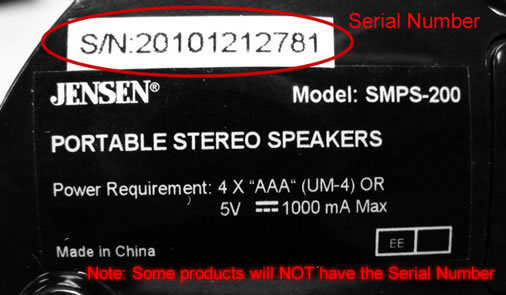 Serial Number
S/N:20101212781
JENSEN® Model: SMPS-200
PORTABLE STEREO SPEAKERS
Power Requirement: 4 X "AAA" (UM-4) OR
5V ⎓ 1000 mA Max
EE
Made in China
Note: Some products will NOT have the Serial Number